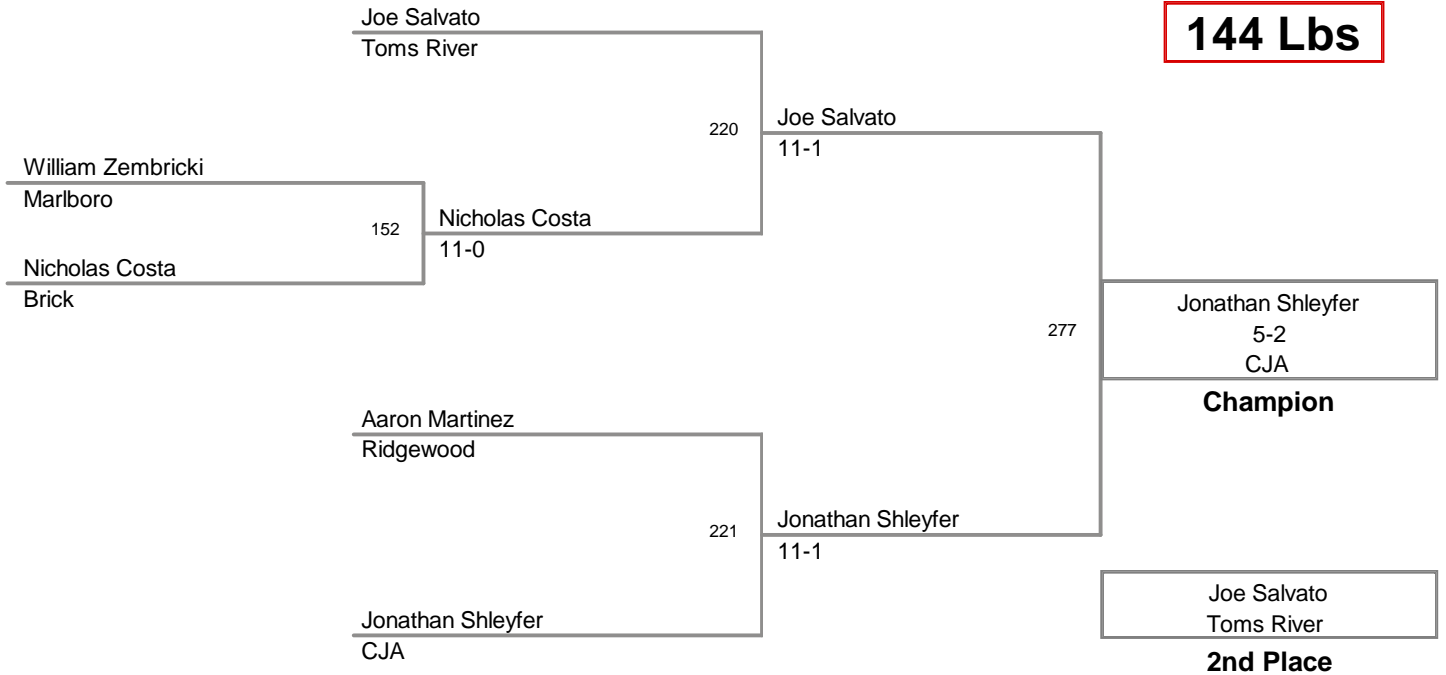 Joe Salvato
Toms River
144 Lbs
220
Joe Salvato
11-1
William Zembricki
Marlboro
152
Nicholas Costa
11-0
Nicholas Costa
Brick
277
Jonathan Shleyfer
5-2
CJA
Champion
Aaron Martinez
Ridgewood
221
Jonathan Shleyfer
11-1
Jonathan Shleyfer
CJA
Joe Salvato
Toms River
2nd Place